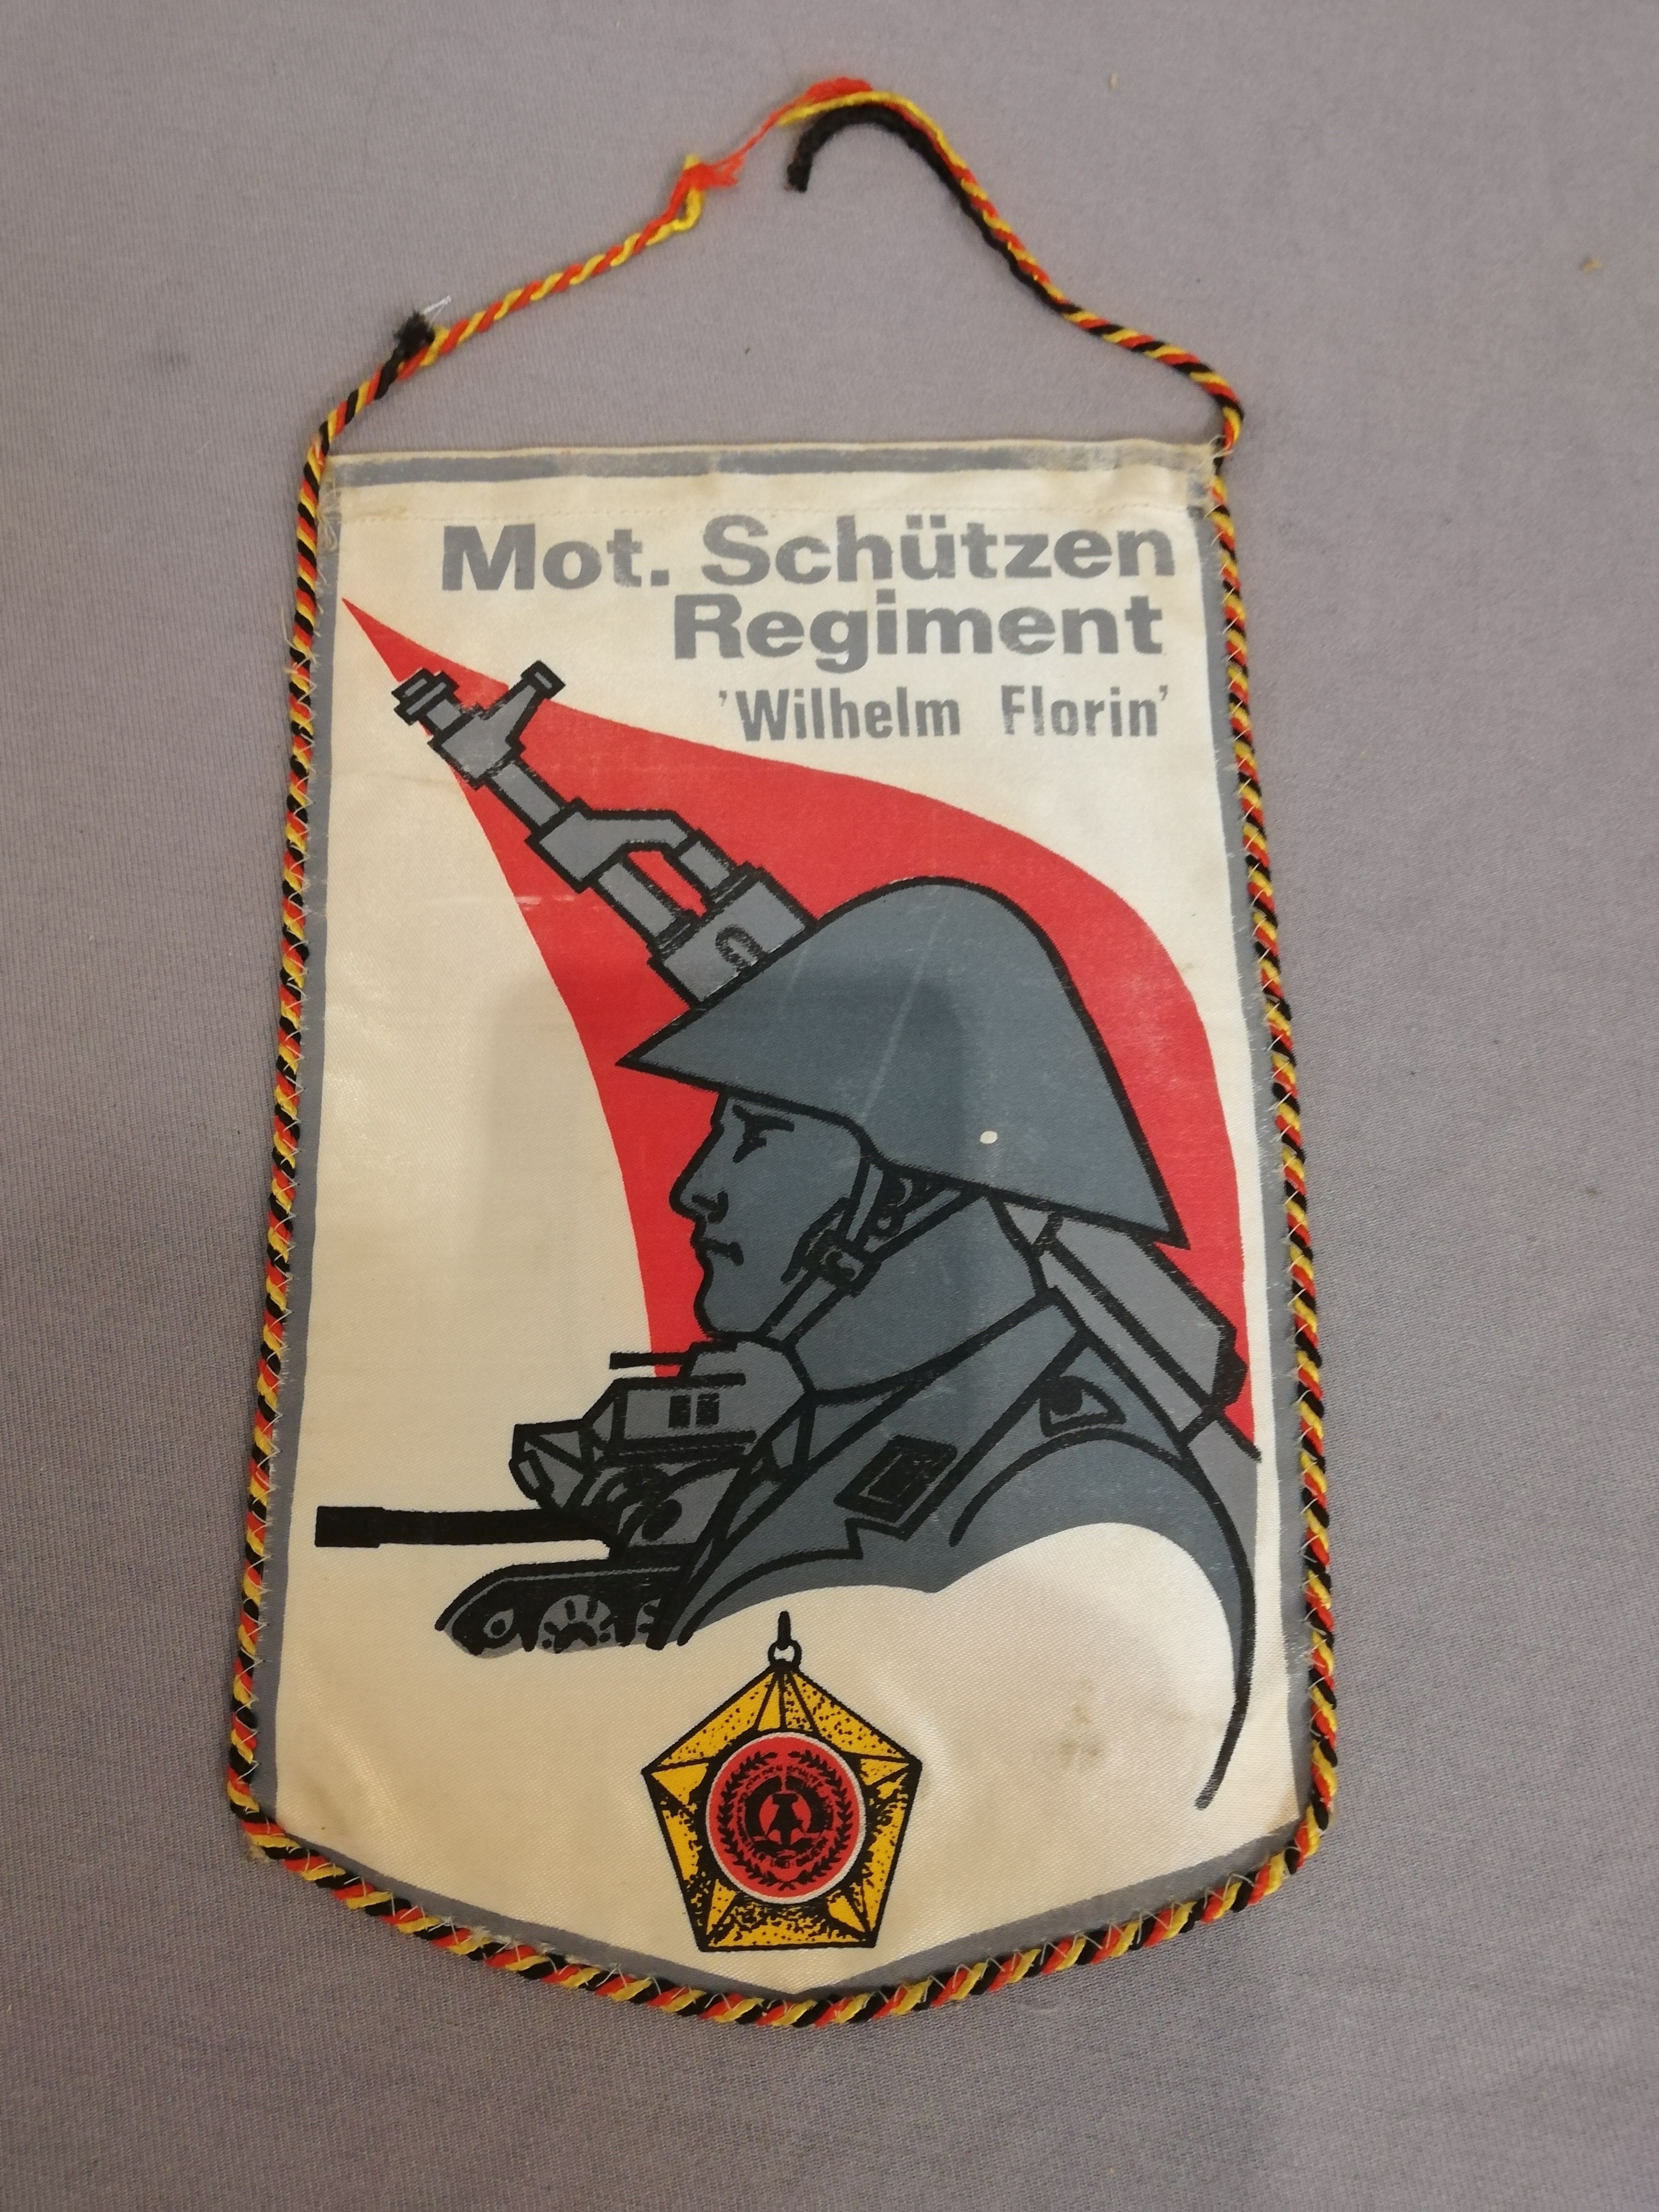 Mot. Schützen
Regiment
'Wilhelm Florin'